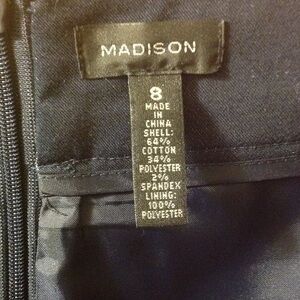 MADISON
8
MADE
IN
CHINA
SHELL:
64%
COTTON
34%
POLYESTER
2%
SPANDEX
LINING:
100%
POLYESTER